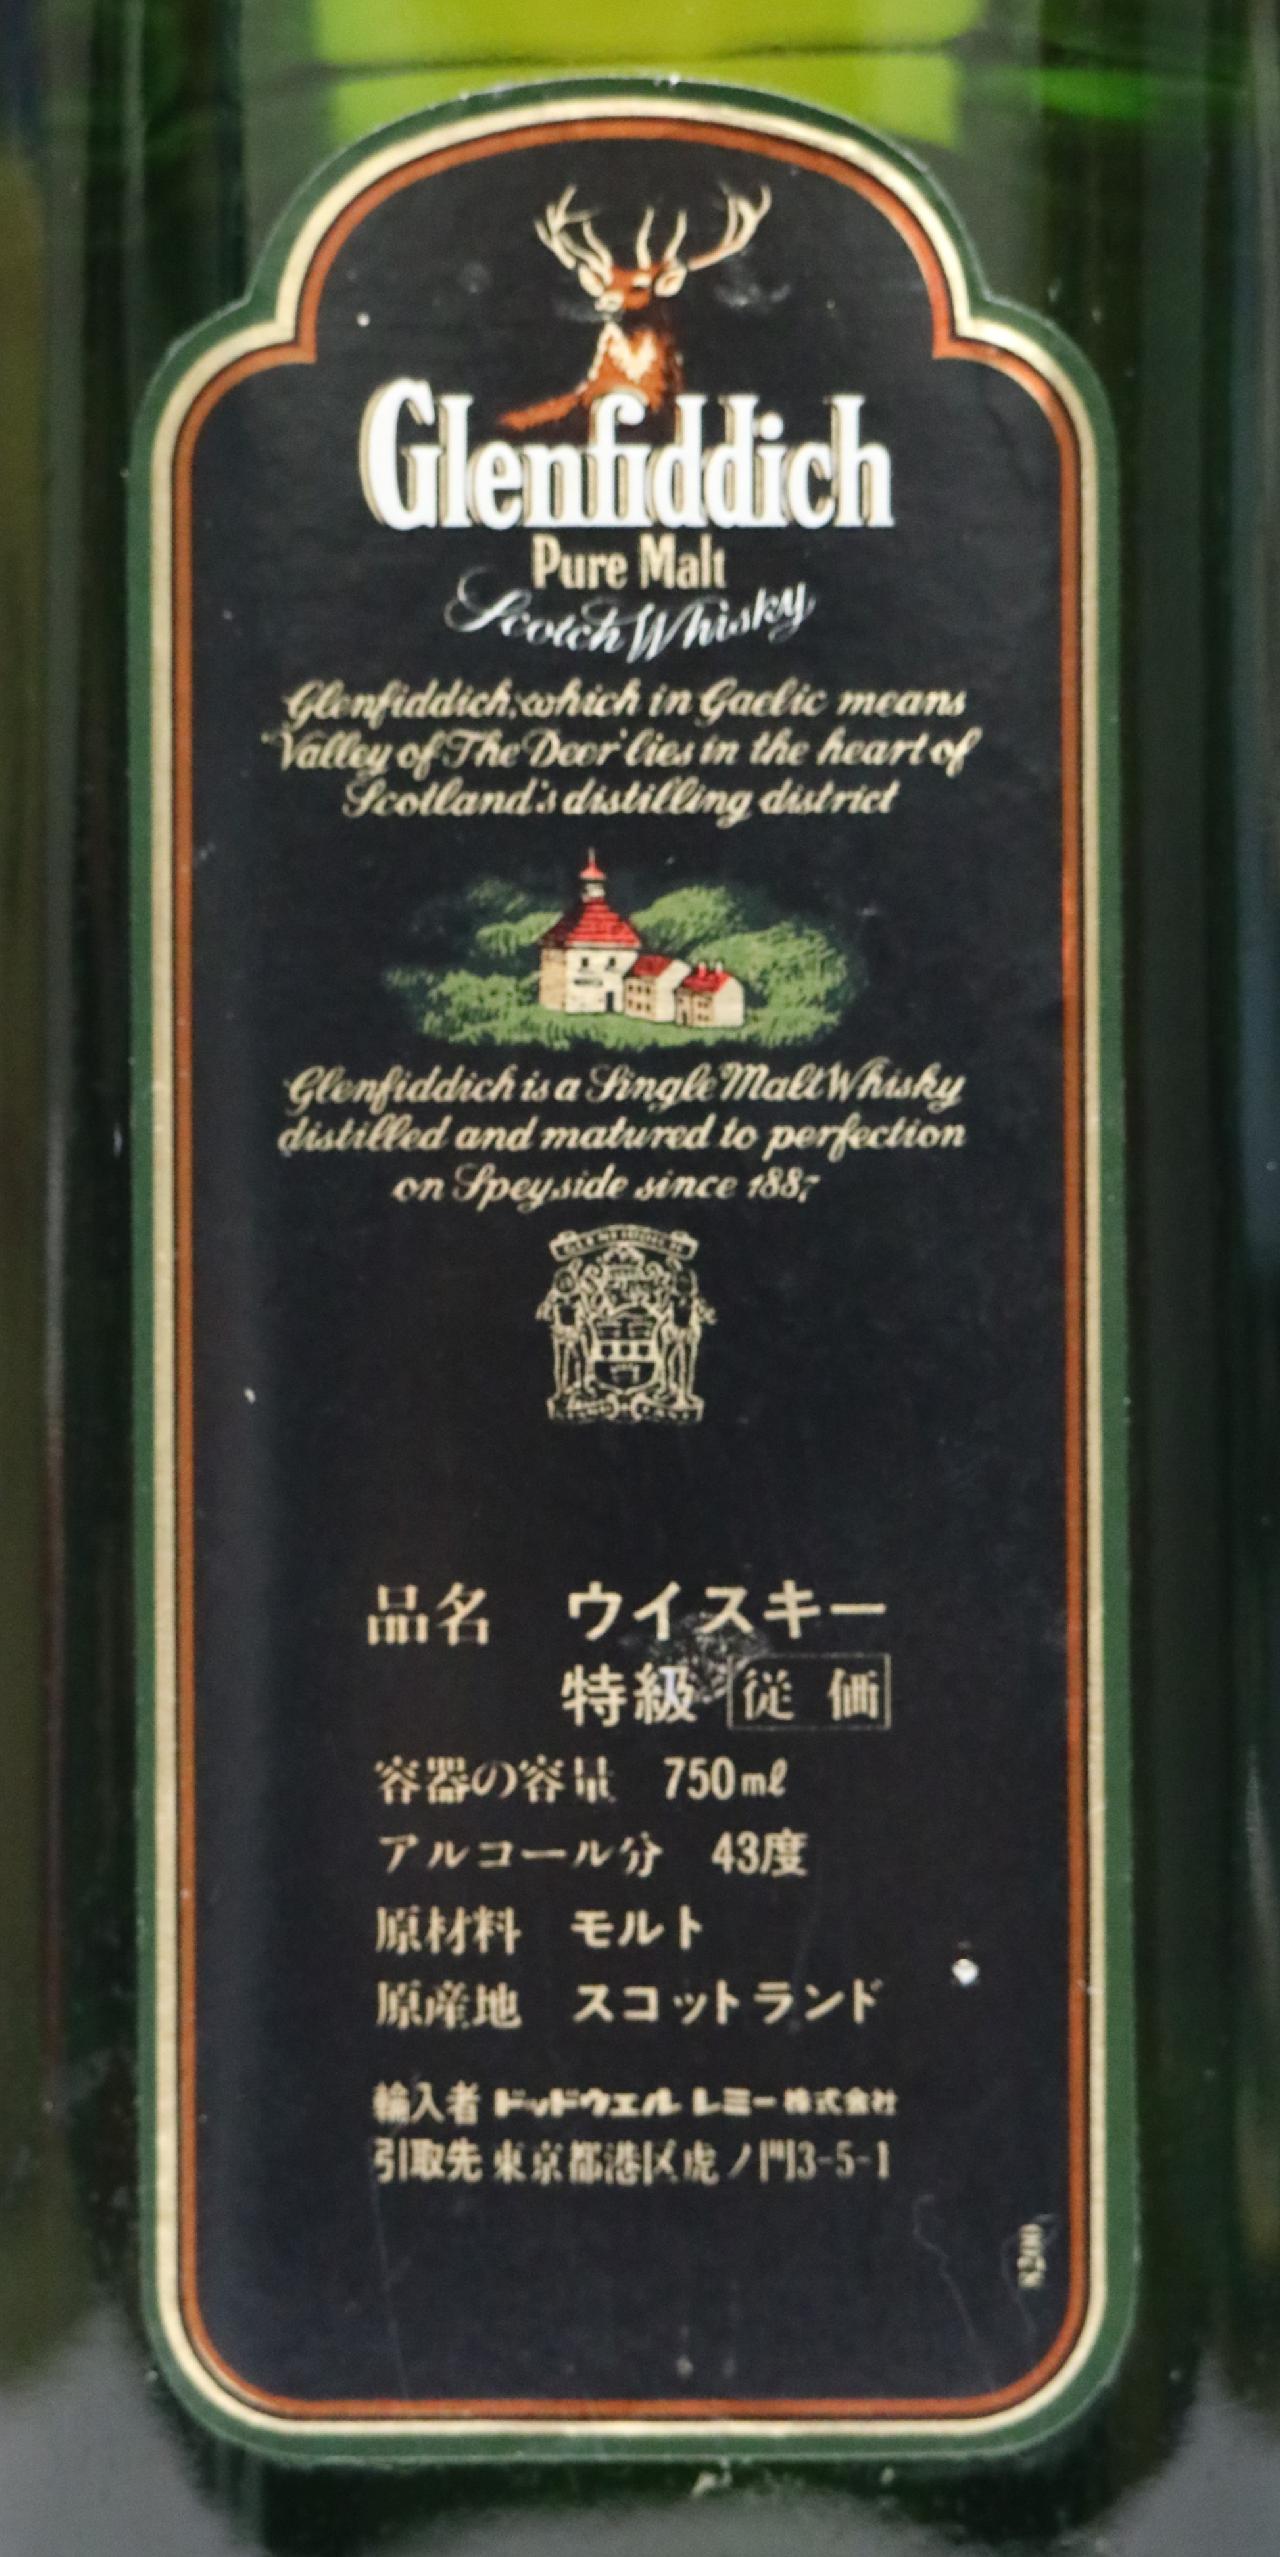 Glenfiddich
Pure Malt
Scotch Whisky
Glenfiddich, which in Gaelic means
'Valley of The Deer' lies in the heart of
Scotland's distilling district
Glenfiddich is a Single Malt Whisky
distilled and matured to perfection
on Speyside since 1887
GLENFIDDICH
品名 ウイスキー
特級 従価
容器の容量 750mℓ
アルコール分 43度
原材料 モルト
原産地 スコットランド
輸入者 ドッドウェル レミー株式会社
引取先 東京都港区虎ノ門3-5-1